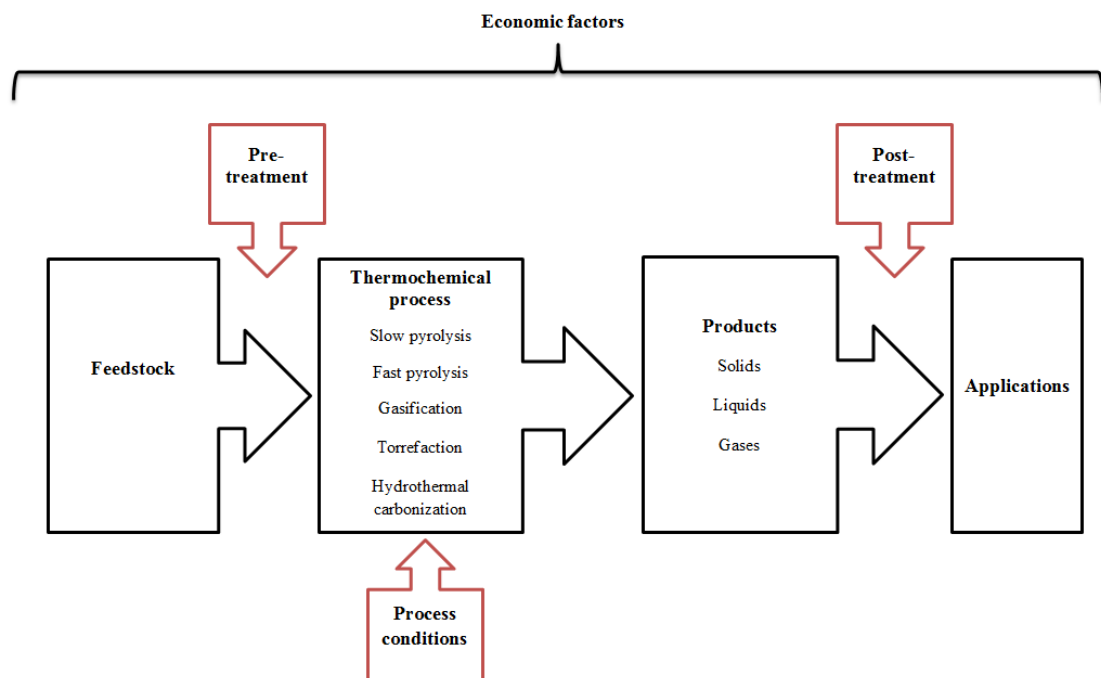 Economic factors
Pre-
treatment
Post-
treatment
Feedstock
Thermochemical
process
Slow pyrolysis
Fast pyrolysis
Gasification
Torrefaction
Hydrothermal
carbonization
Products
Solids
Liquids
Gases
Applications
Process
conditions